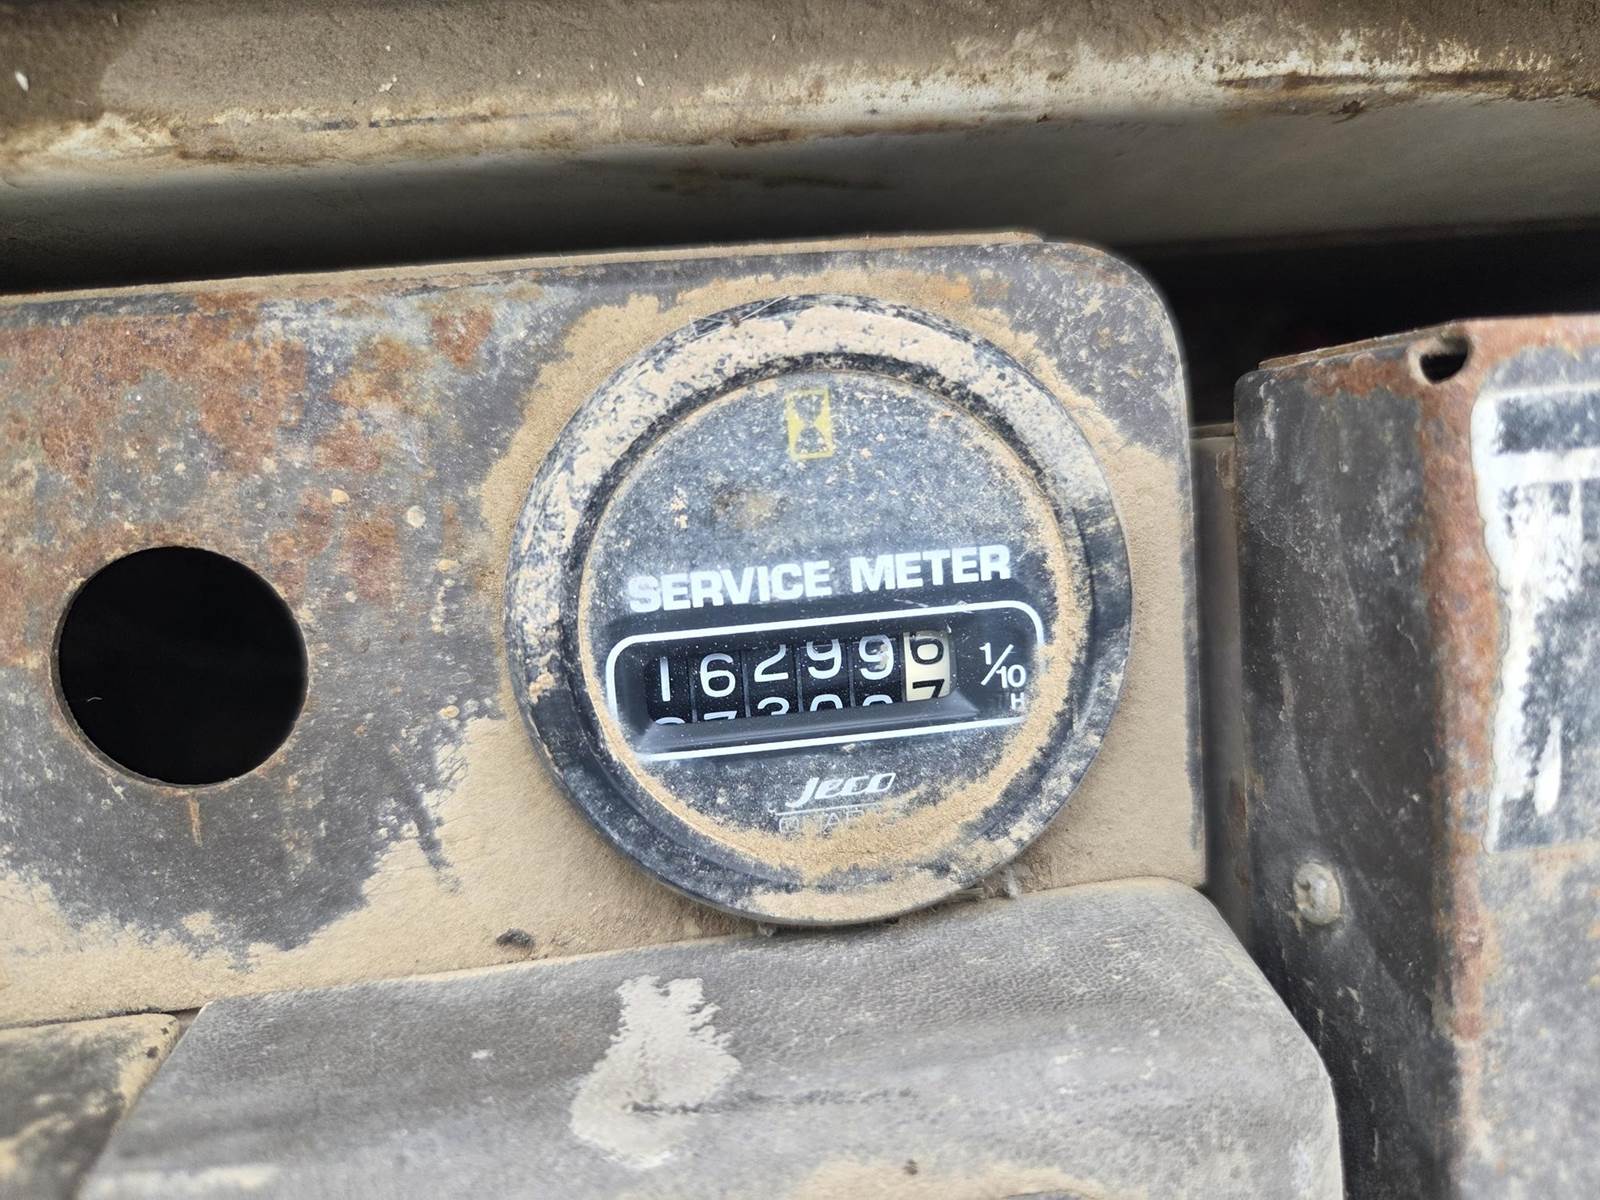 SERVICE METER
162996 1/10
H
Jeco